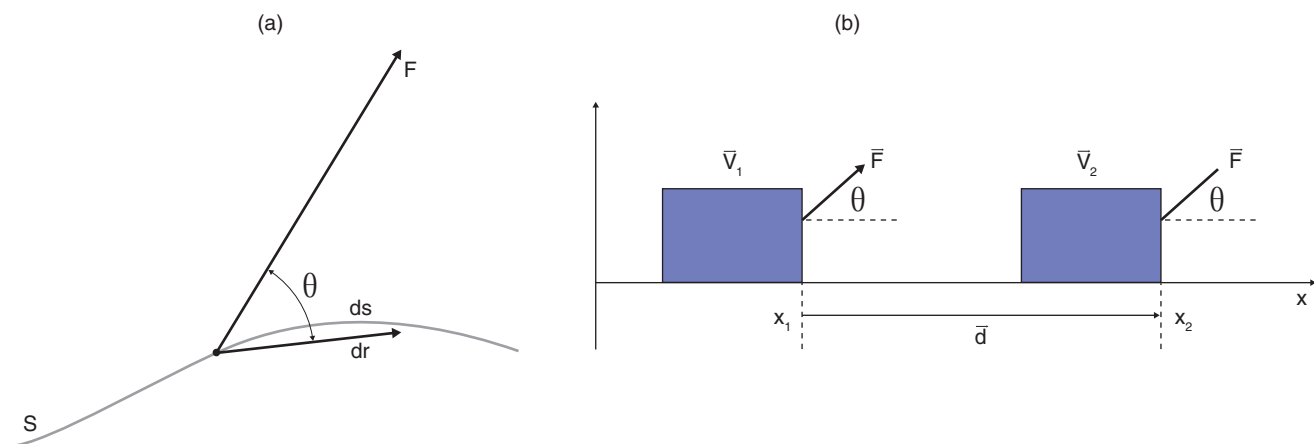 (a)
F
θ
ds
dr
S
(b)
V̅₁ F̅ V̅₂ F̅
θ θ
x
x₁ x₂
d̅